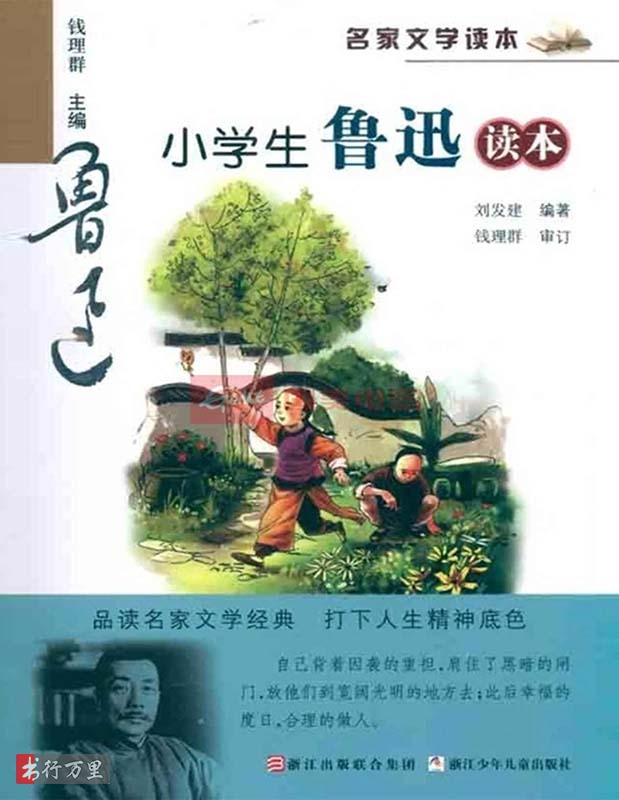 钱理群 主编
鲁迅
名家文学读本
小学生 鲁迅 读本
刘发建 编著
钱理群 审订
品读名家文学经典 打下人生精神底色
自己背着因袭的重担,肩住了黑暗的闸
门,放他们到宽阔光明的地方去;此后幸福的
度日,合理的做人。
浙江出版联合集团 浙江少年儿童出版社
书行万里